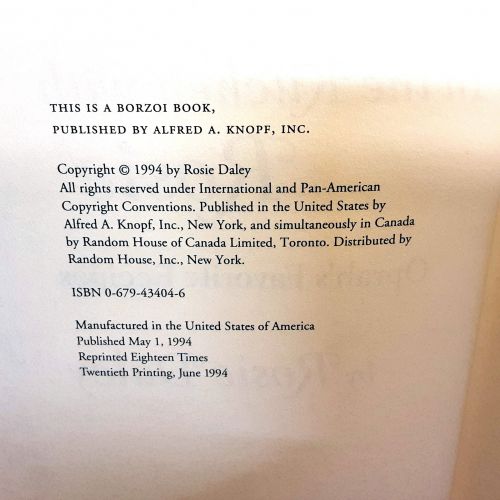 THIS IS A BORZOI BOOK,
PUBLISHED BY ALFRED A. KNOPF, INC.
Copyright © 1994 by Rosie Daley
All rights reserved under International and Pan-American
Copyright Conventions. Published in the United States by
Alfred A. Knopf, Inc., New York, and simultaneously in Canada
by Random House of Canada Limited, Toronto. Distributed by
Random House, Inc., New York.
ISBN 0-679-43404-6
Manufactured in the United States of America
Published May 1, 1994
Reprinted Eighteen Times
Twentieth Printing, June 1994